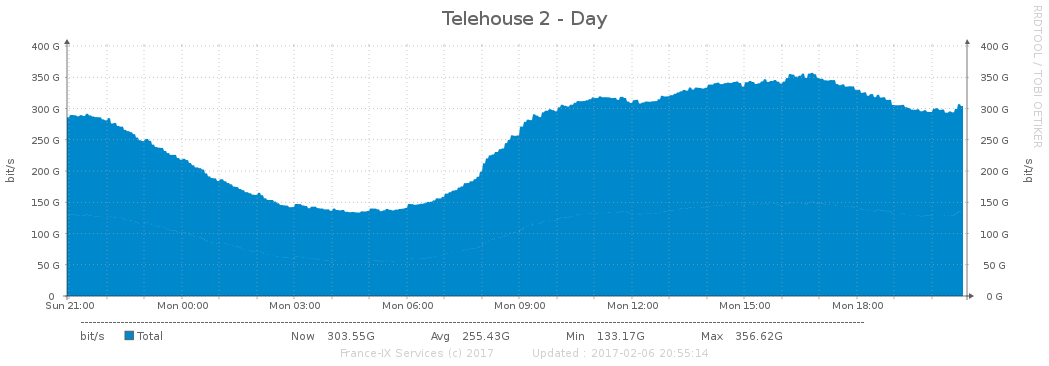 Telehouse 2 - Day
RRDTOOL / TOBI OETIKER
bit/s
400 G
350 G
300 G
250 G
200 G
150 G
100 G
50 G
0
400 G
350 G
300 G
250 G
200 G
150 G
100 G
50 G
0 G
bit/s
Sun 21:00 Mon 00:00 Mon 03:00 Mon 06:00 Mon 09:00 Mon 12:00 Mon 15:00 Mon 18:00
bit/s Total Now 303.55G Avg 255.43G Min 133.17G Max 356.62G
France-IX Services (c) 2017 Updated : 2017-02-06 20:55:14